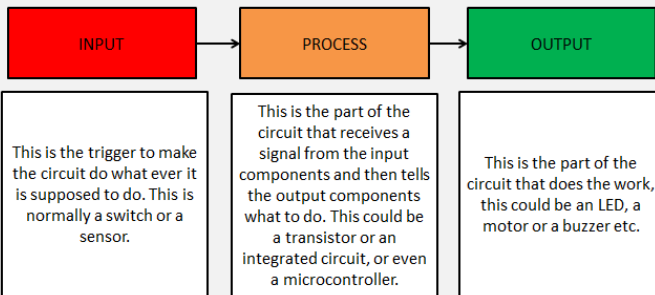 INPUT
PROCESS
OUTPUT
This is the trigger to make
the circuit do what ever it
is supposed to do. This is
normally a switch or a
sensor.
This is the part of the
circuit that receives a
signal from the input
components and then tells
the output components
what to do. This could be
a transistor or an
integrated circuit, or even
a microcontroller.
This is the part of the
circuit that does the work,
this could be an LED, a
motor or a buzzer etc.